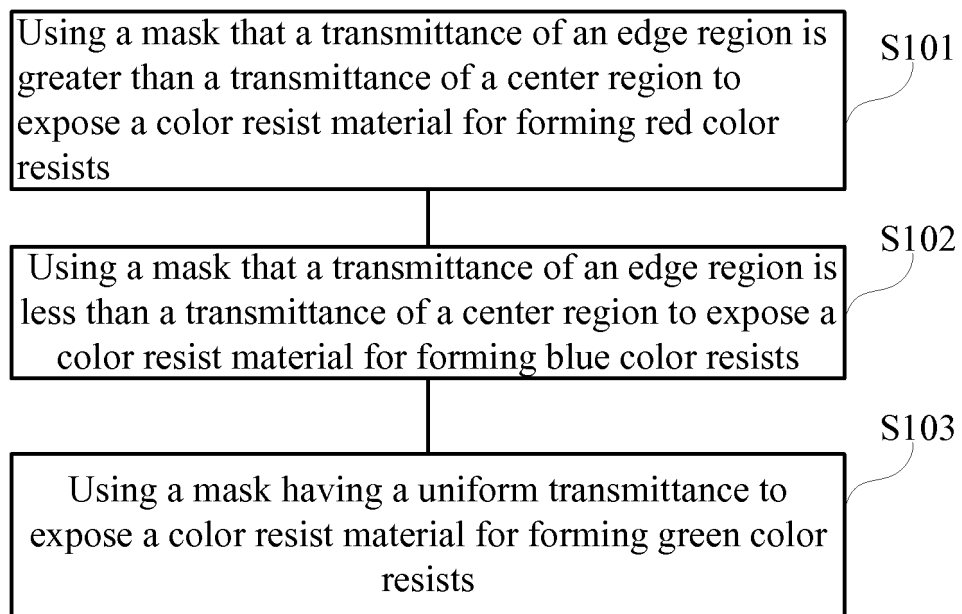 Using a mask that a transmittance of an edge region is
greater than a transmittance of a center region to
expose a color resist material for forming red color
resists
S101
Using a mask that a transmittance of an edge region is
less than a transmittance of a center region to expose a
color resist material for forming blue color resists
S102
Using a mask having a uniform transmittance to
expose a color resist material for forming green color
resists
S103